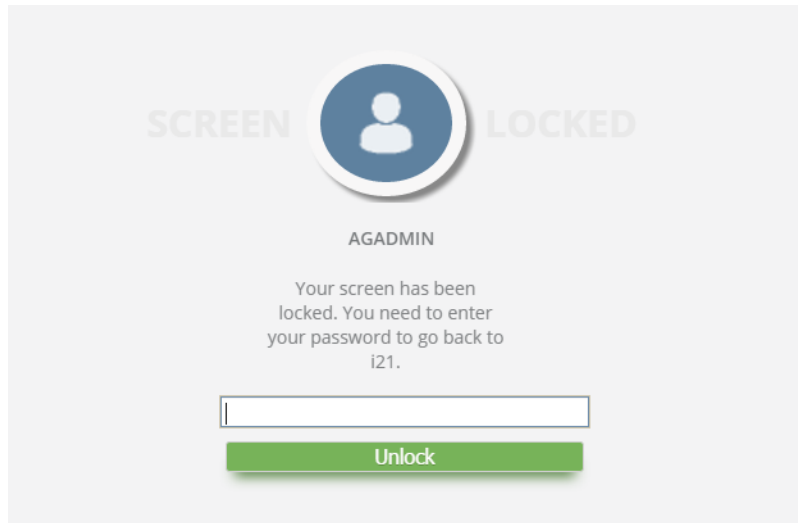 SCREEN LOCKED
AGADMIN
Your screen has been
locked. You need to enter
your password to go back to
i21.
Unlock